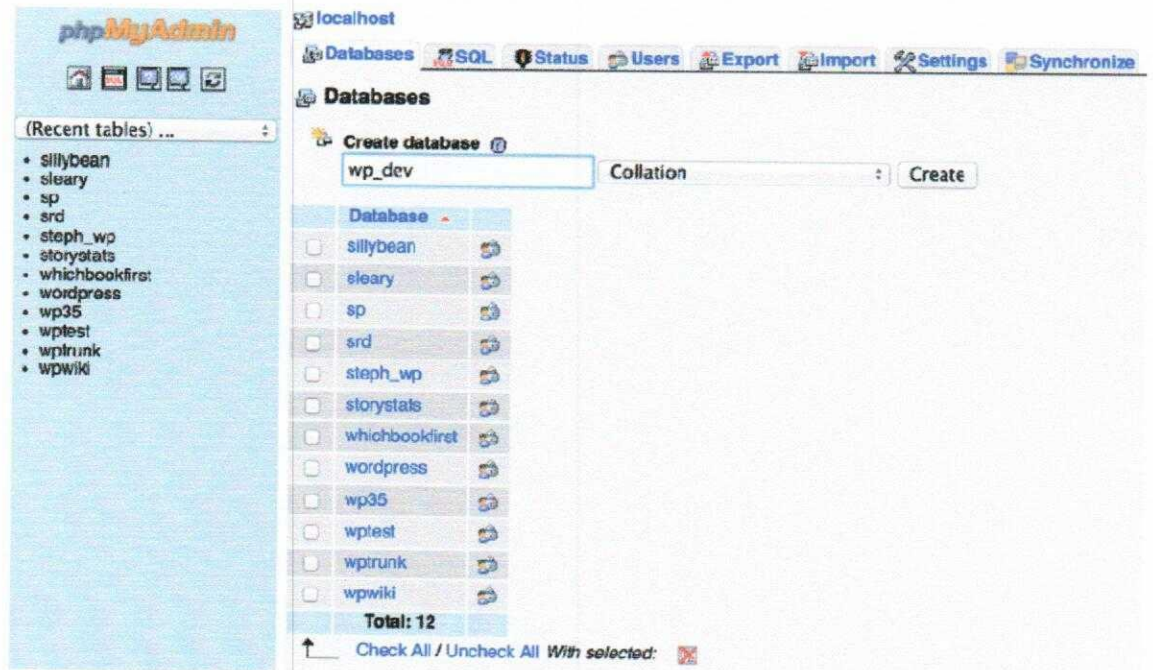 phpMyAdmin
(Recent tables) ...
sillybean
sleary
sp
srd
steph_wp
storystats
whichbookfirst
wordpress
wp35
wptest
wptrunk
wpwiki
localhost
Databases SQL Status Users Export Import Settings Synchronize
Databases
Create database
wp_dev Collation Create
Database
sillybean
sleary
sp
srd
steph_wp
storystats
whichbookfirst
wordpress
wp35
wptest
wptrunk
wpwiki
Total: 12
Check All / Uncheck All With selected: